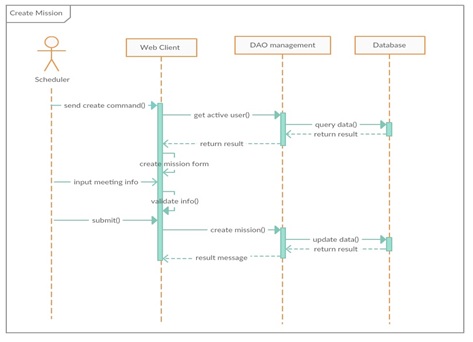 Create Mission
Scheduler
Web Client
DAO management
Database
send create command()
get active user()
query data()
return result
return result
create mission form
input meeting info
validate info()
submit()
create mission()
update data()
return result
result message